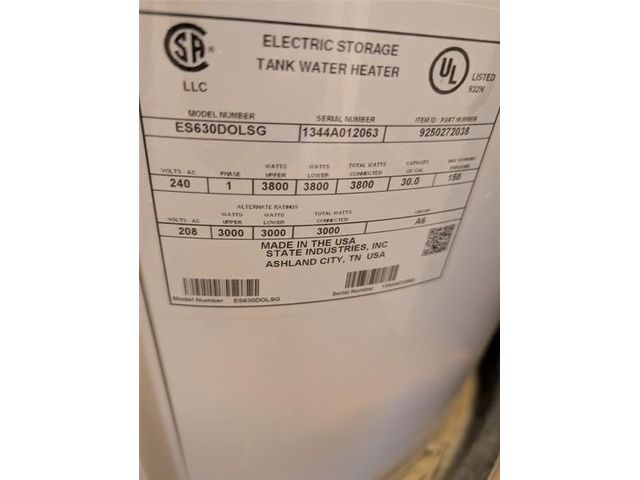 SA ®
LLC
ELECTRIC STORAGE
TANK WATER HEATER
UL
LISTED
932N
MODEL NUMBER SERIAL NUMBER ITEM ID - PART NUMBER
ES630DOLSG 1344A012063 9250272038
VOLTS - AC PHASE WATTS UPPER WATTS LOWER TOTAL WATTS CONNECTED CAPACITY US GAL. PRESSURE
240 1 3800 3800 3800 30.0 150
ALTERNATE RATINGS
VOLTS - AC WATTS UPPER WATTS LOWER TOTAL WATTS CONNECTED
208 3000 3000 3000 A6
MADE IN THE USA
STATE INDUSTRIES, INC
ASHLAND CITY, TN USA
Model Number ES630DOLSG Serial Number 1344A012063